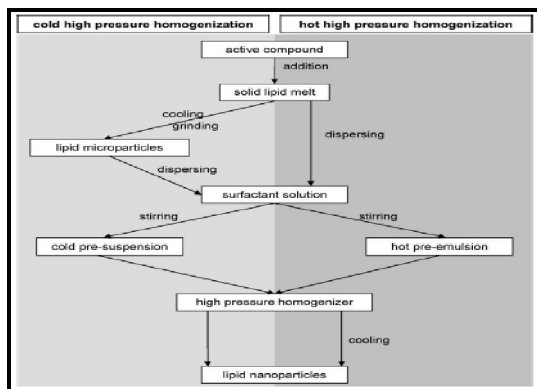 cold high pressure homogenization
hot high pressure homogenization
active compound
addition
solid lipid melt
cooling
grinding
dispersing
lipid microparticles
dispersing
surfactant solution
stirring
stirring
cold pre-suspension
hot pre-emulsion
high pressure homogenizer
cooling
lipid nanoparticles